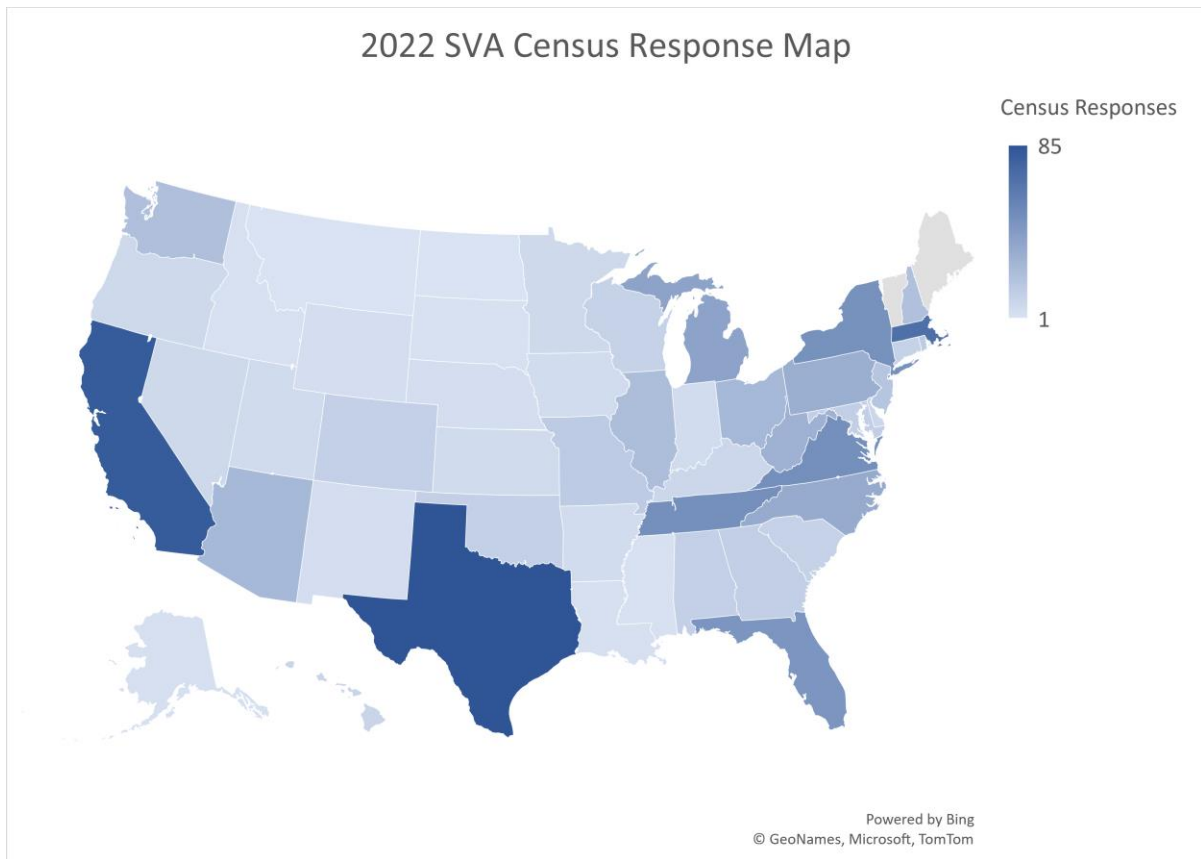 2022 SVA Census Response Map
Census Responses
85
1
Powered by Bing
© GeoNames, Microsoft, TomTom